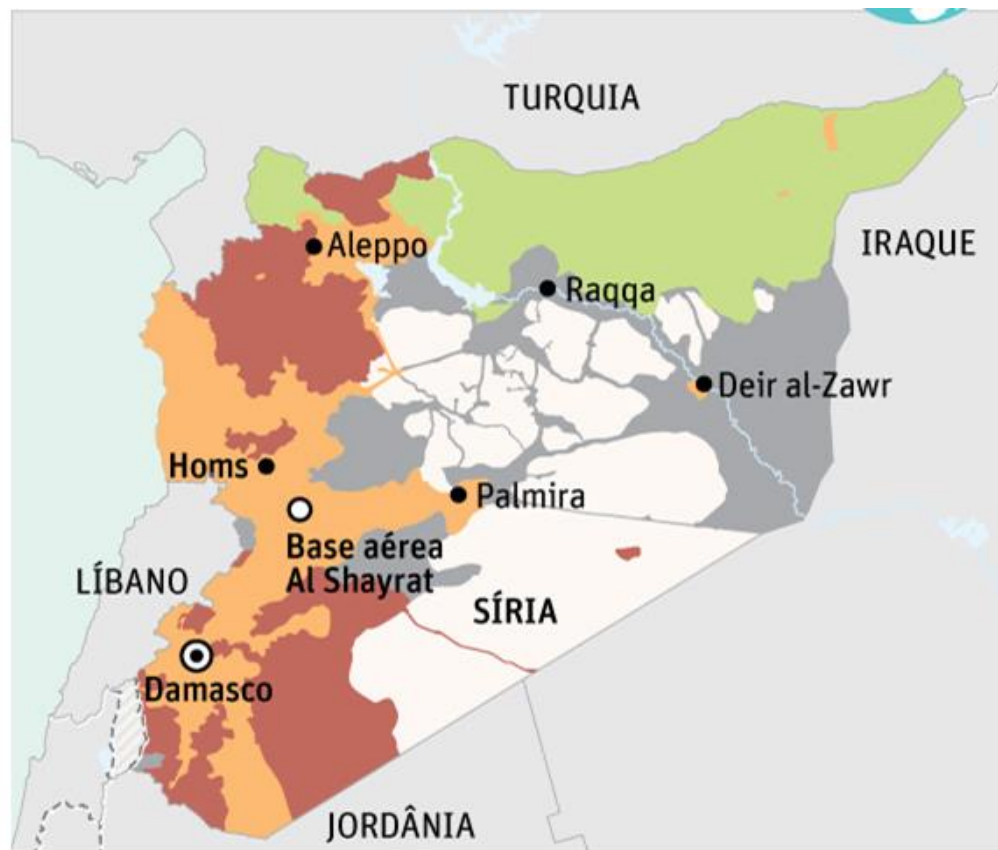 TURQUIA
IRAQUE
Aleppo
Raqqa
Deir al-Zawr
Homs
Palmira
Base aérea
Al Shayrat
LÍBANO
SÍRIA
Damasco
JORDÂNIA